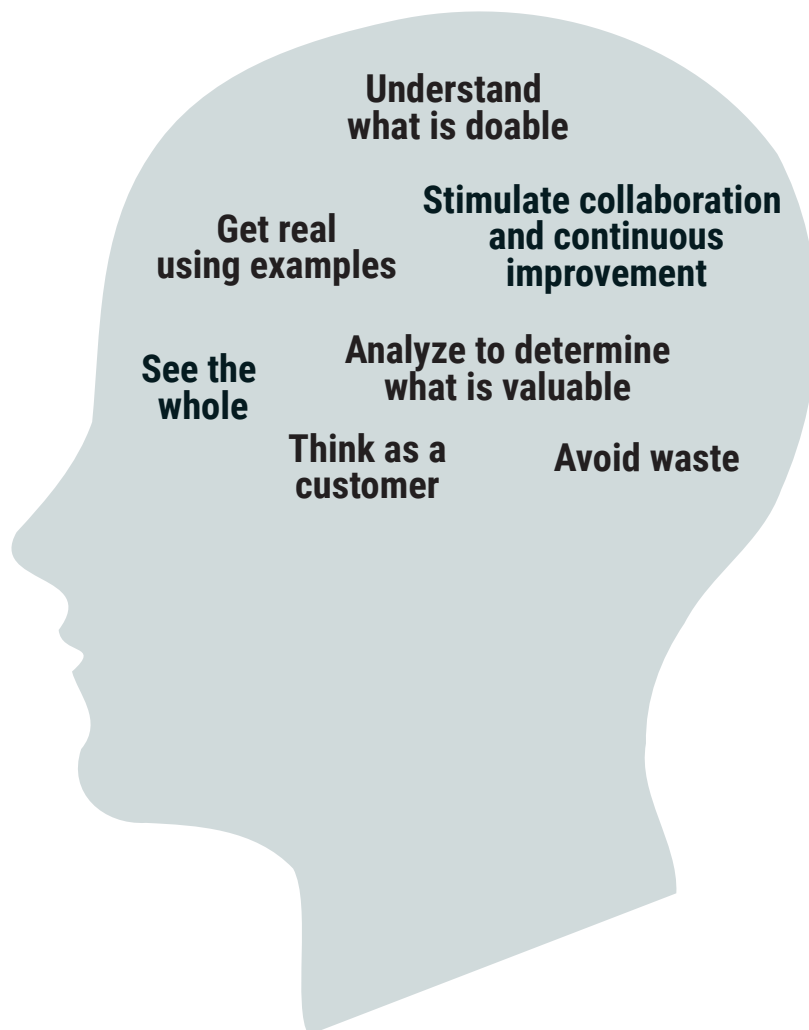 Understand
what is doable
Stimulate collaboration
and continuous
improvement
Get real
using examples
Analyze to determine
what is valuable
See the
whole
Think as a
customer
Avoid waste